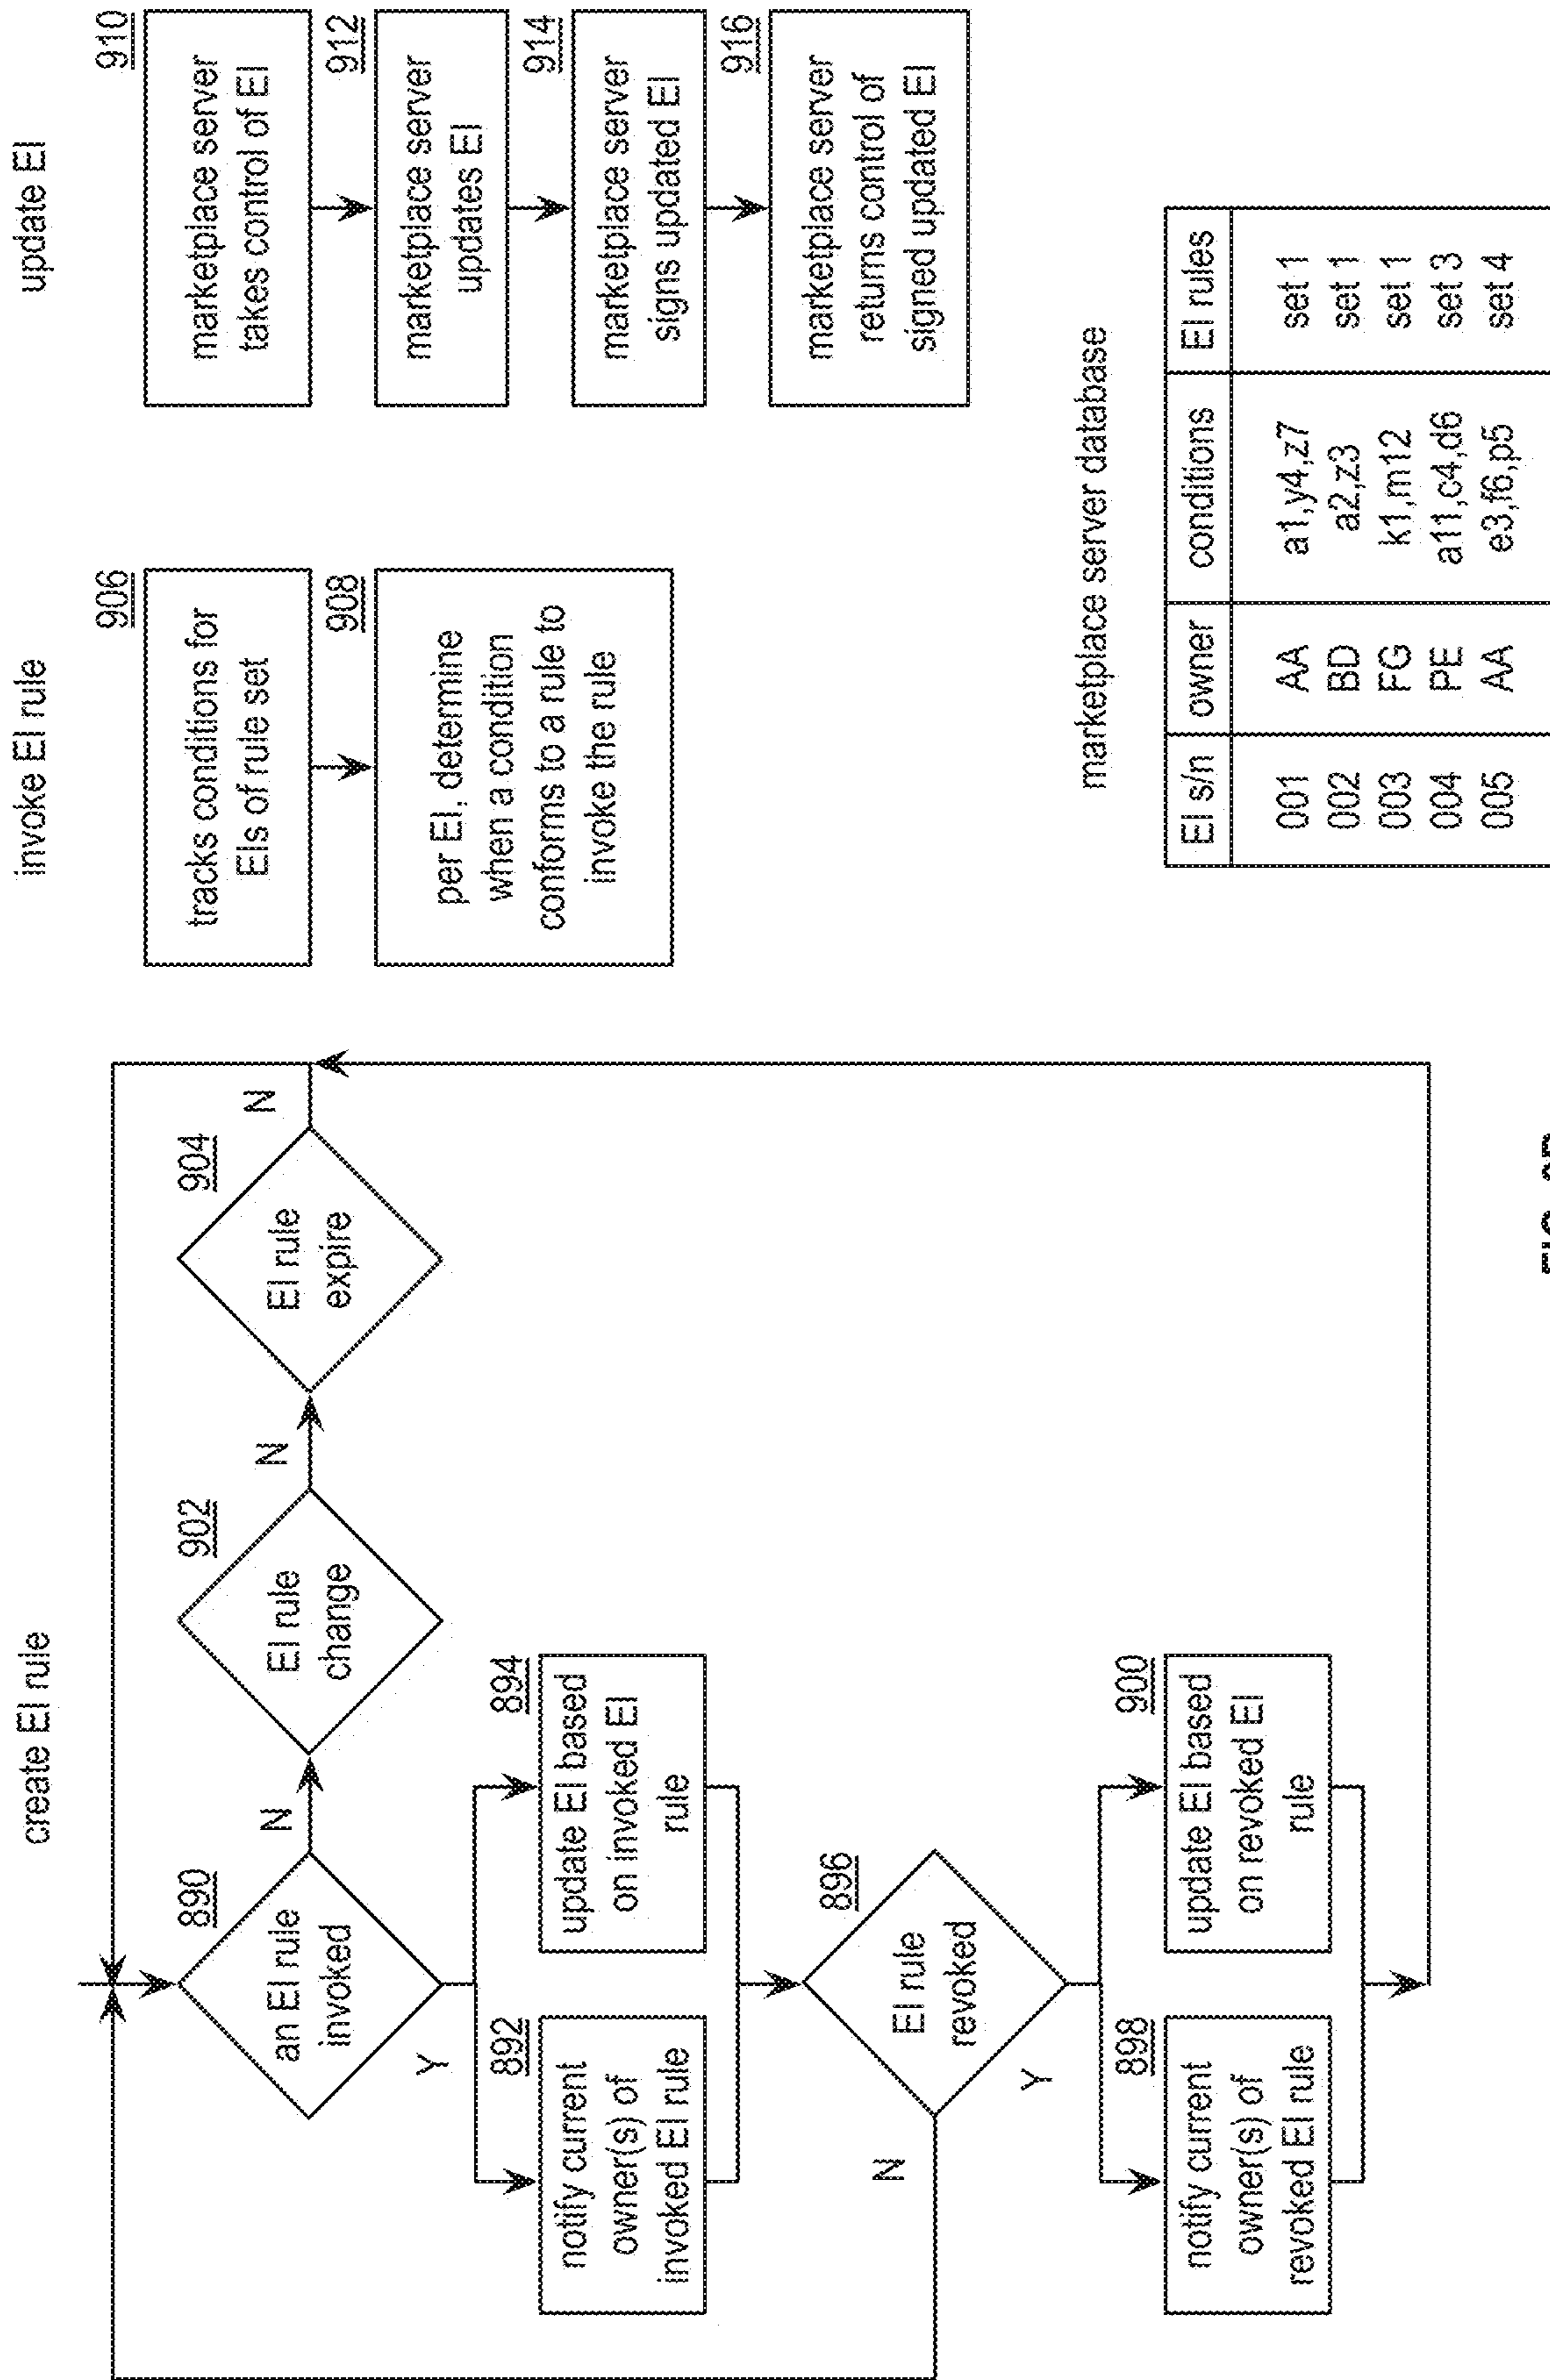 create EI rule
890
an EI rule
invoked
N
Y
902
EI rule
change
N
904
EI rule
expire
N
892
notify current
owner(s) of
invoked EI rule
894
update EI based
on invoked EI
rule
896
EI rule
revoked
N
Y
898
notify current
owner(s) of
revoked EI rule
900
update EI based
on revoked EI
rule
invoke EI rule
906
tracks conditions for
EIs of rule set
908
per EI, determine
when a condition
conforms to a rule to
invoke the rule
update EI
910
marketplace server
takes control of EI
912
marketplace server
updates EI
914
marketplace server
signs updated EI
916
marketplace server
returns control of
signed updated EI
marketplace server database
EI s/n owner conditions EI rules
001 AA a1,y4,z7 set 1
002 BD a2,z3 set 1
003 FG k1,m12 set 1
004 PE a11,c4,d6 set 3
005 AA e3,f6,p5 set 4